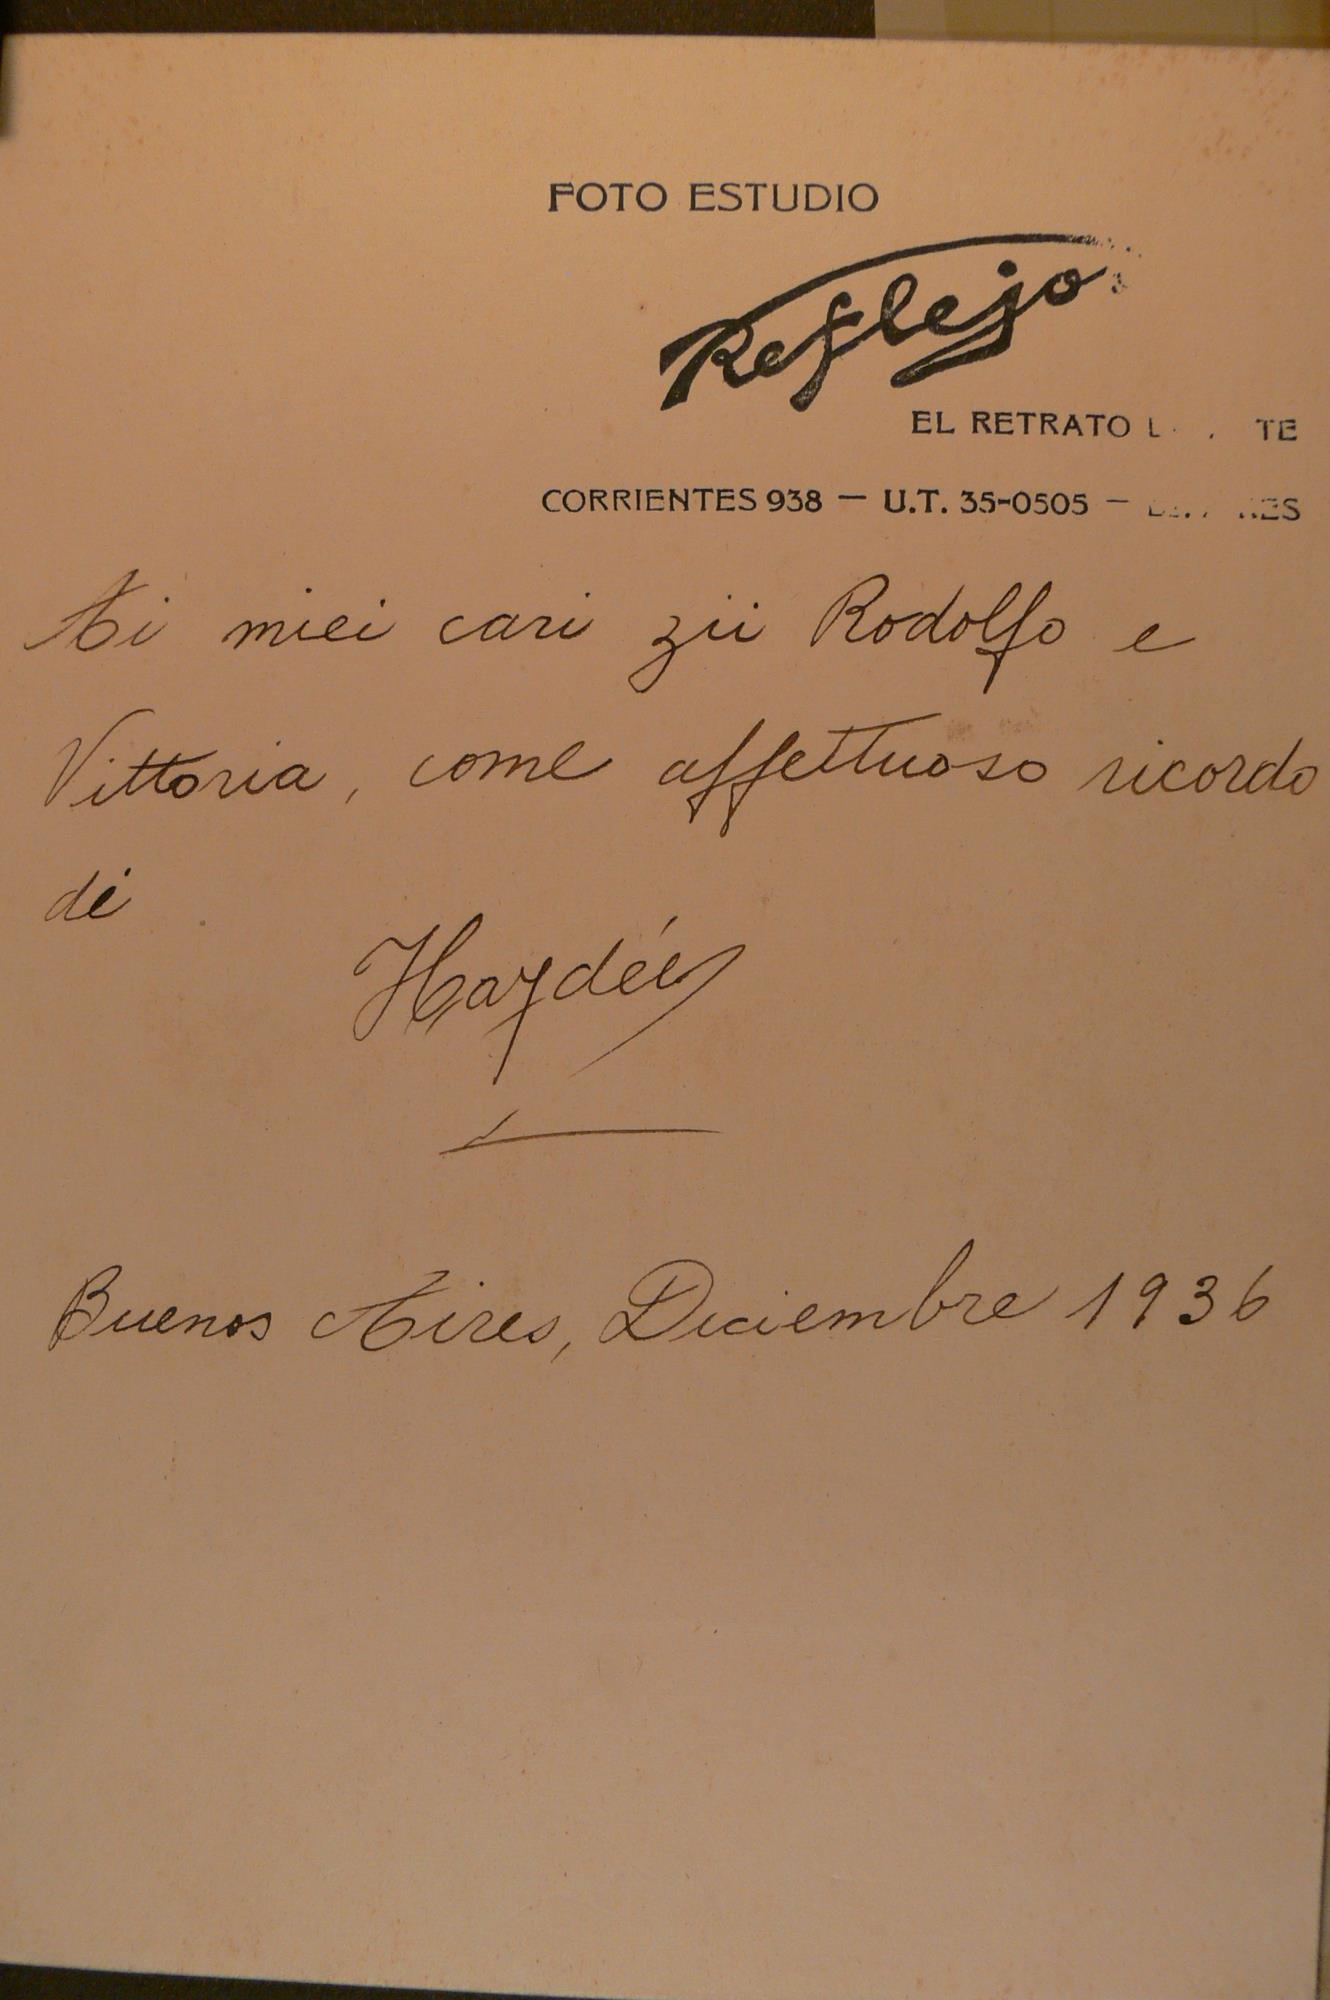 FOTO ESTUDIO
Reflejo
EL RETRATO
CORRIENTES 938 — U.T. 35-0505 —
Ai miei cari zii Rodolfo e
Vittoria, come affettuoso ricordo
di
Haydée
Buenos Aires, Diciembre 1936